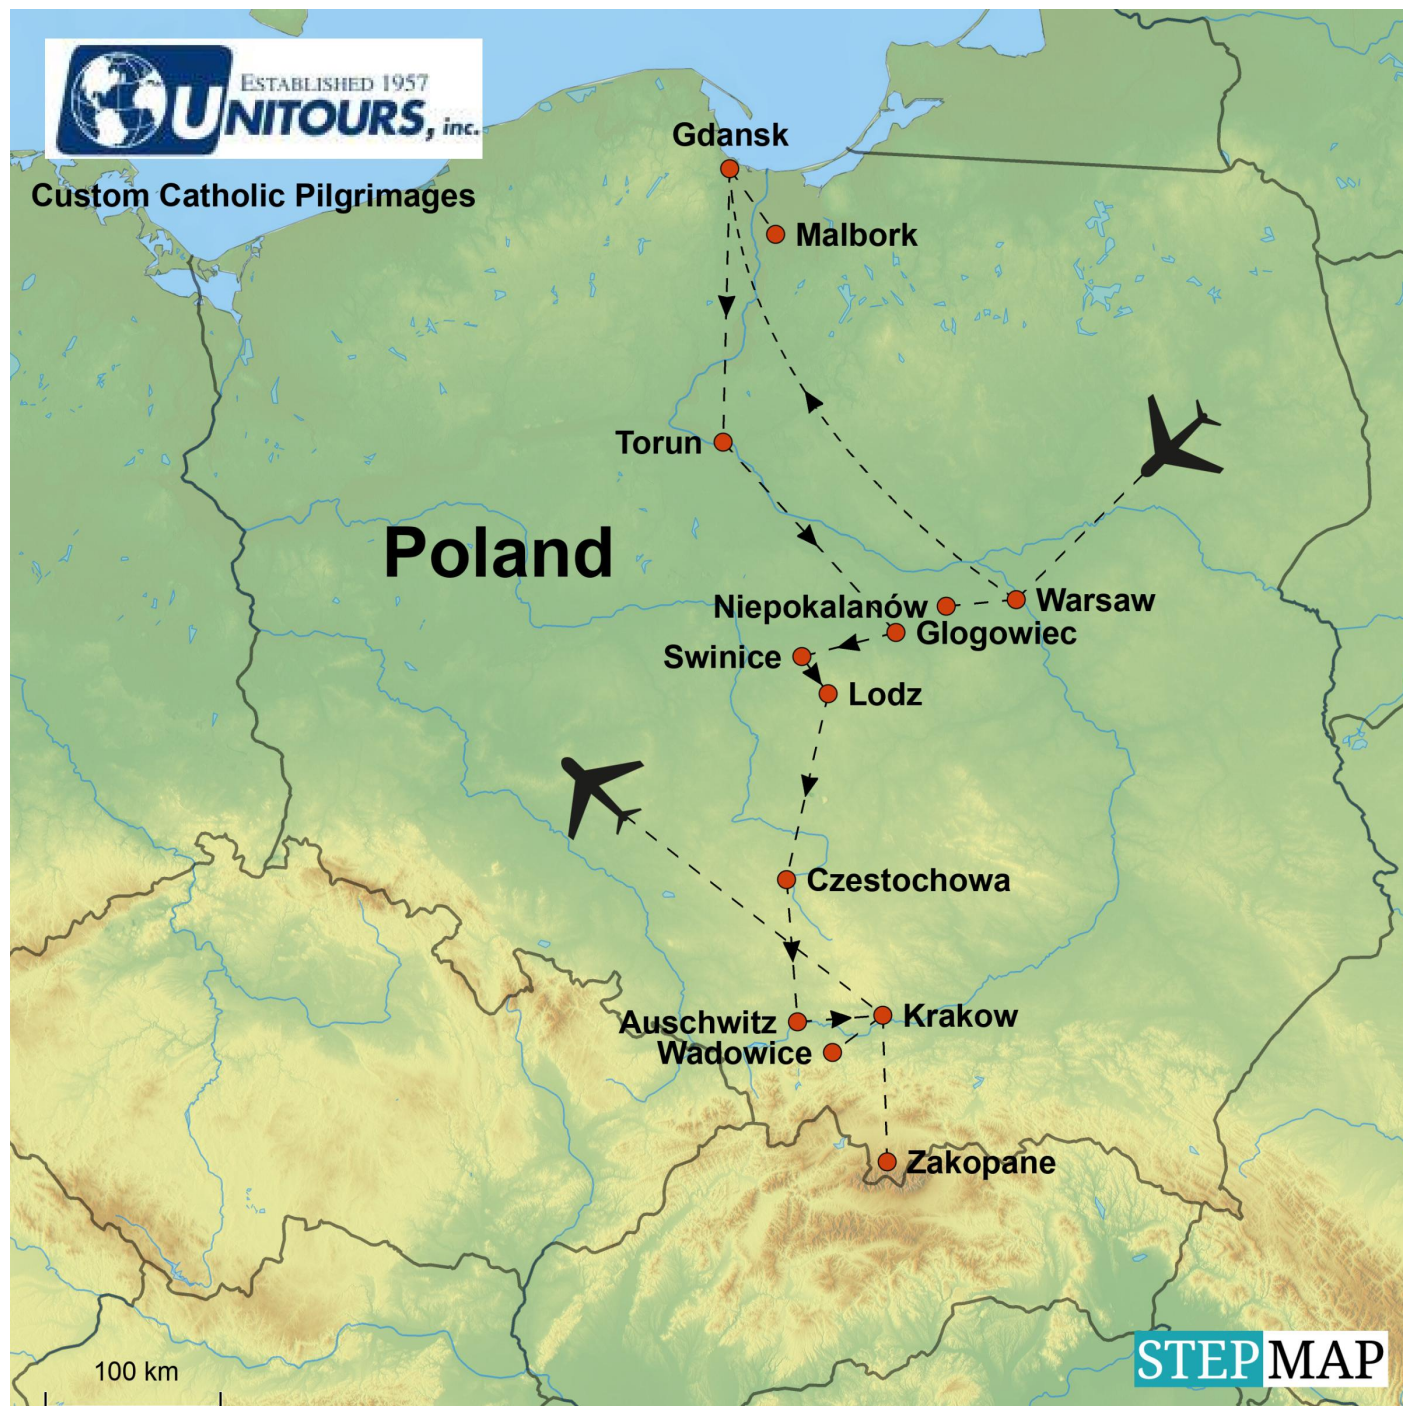 ESTABLISHED 1957
UNITOURS, inc.
Custom Catholic Pilgrimages
Gdansk
Malbork
Torun
Poland
Niepokalanów
Warsaw
Glogowiec
Swinice
Lodz
Czestochowa
Auschwitz
Krakow
Wadowice
Zakopane
100 km
STEPMAP